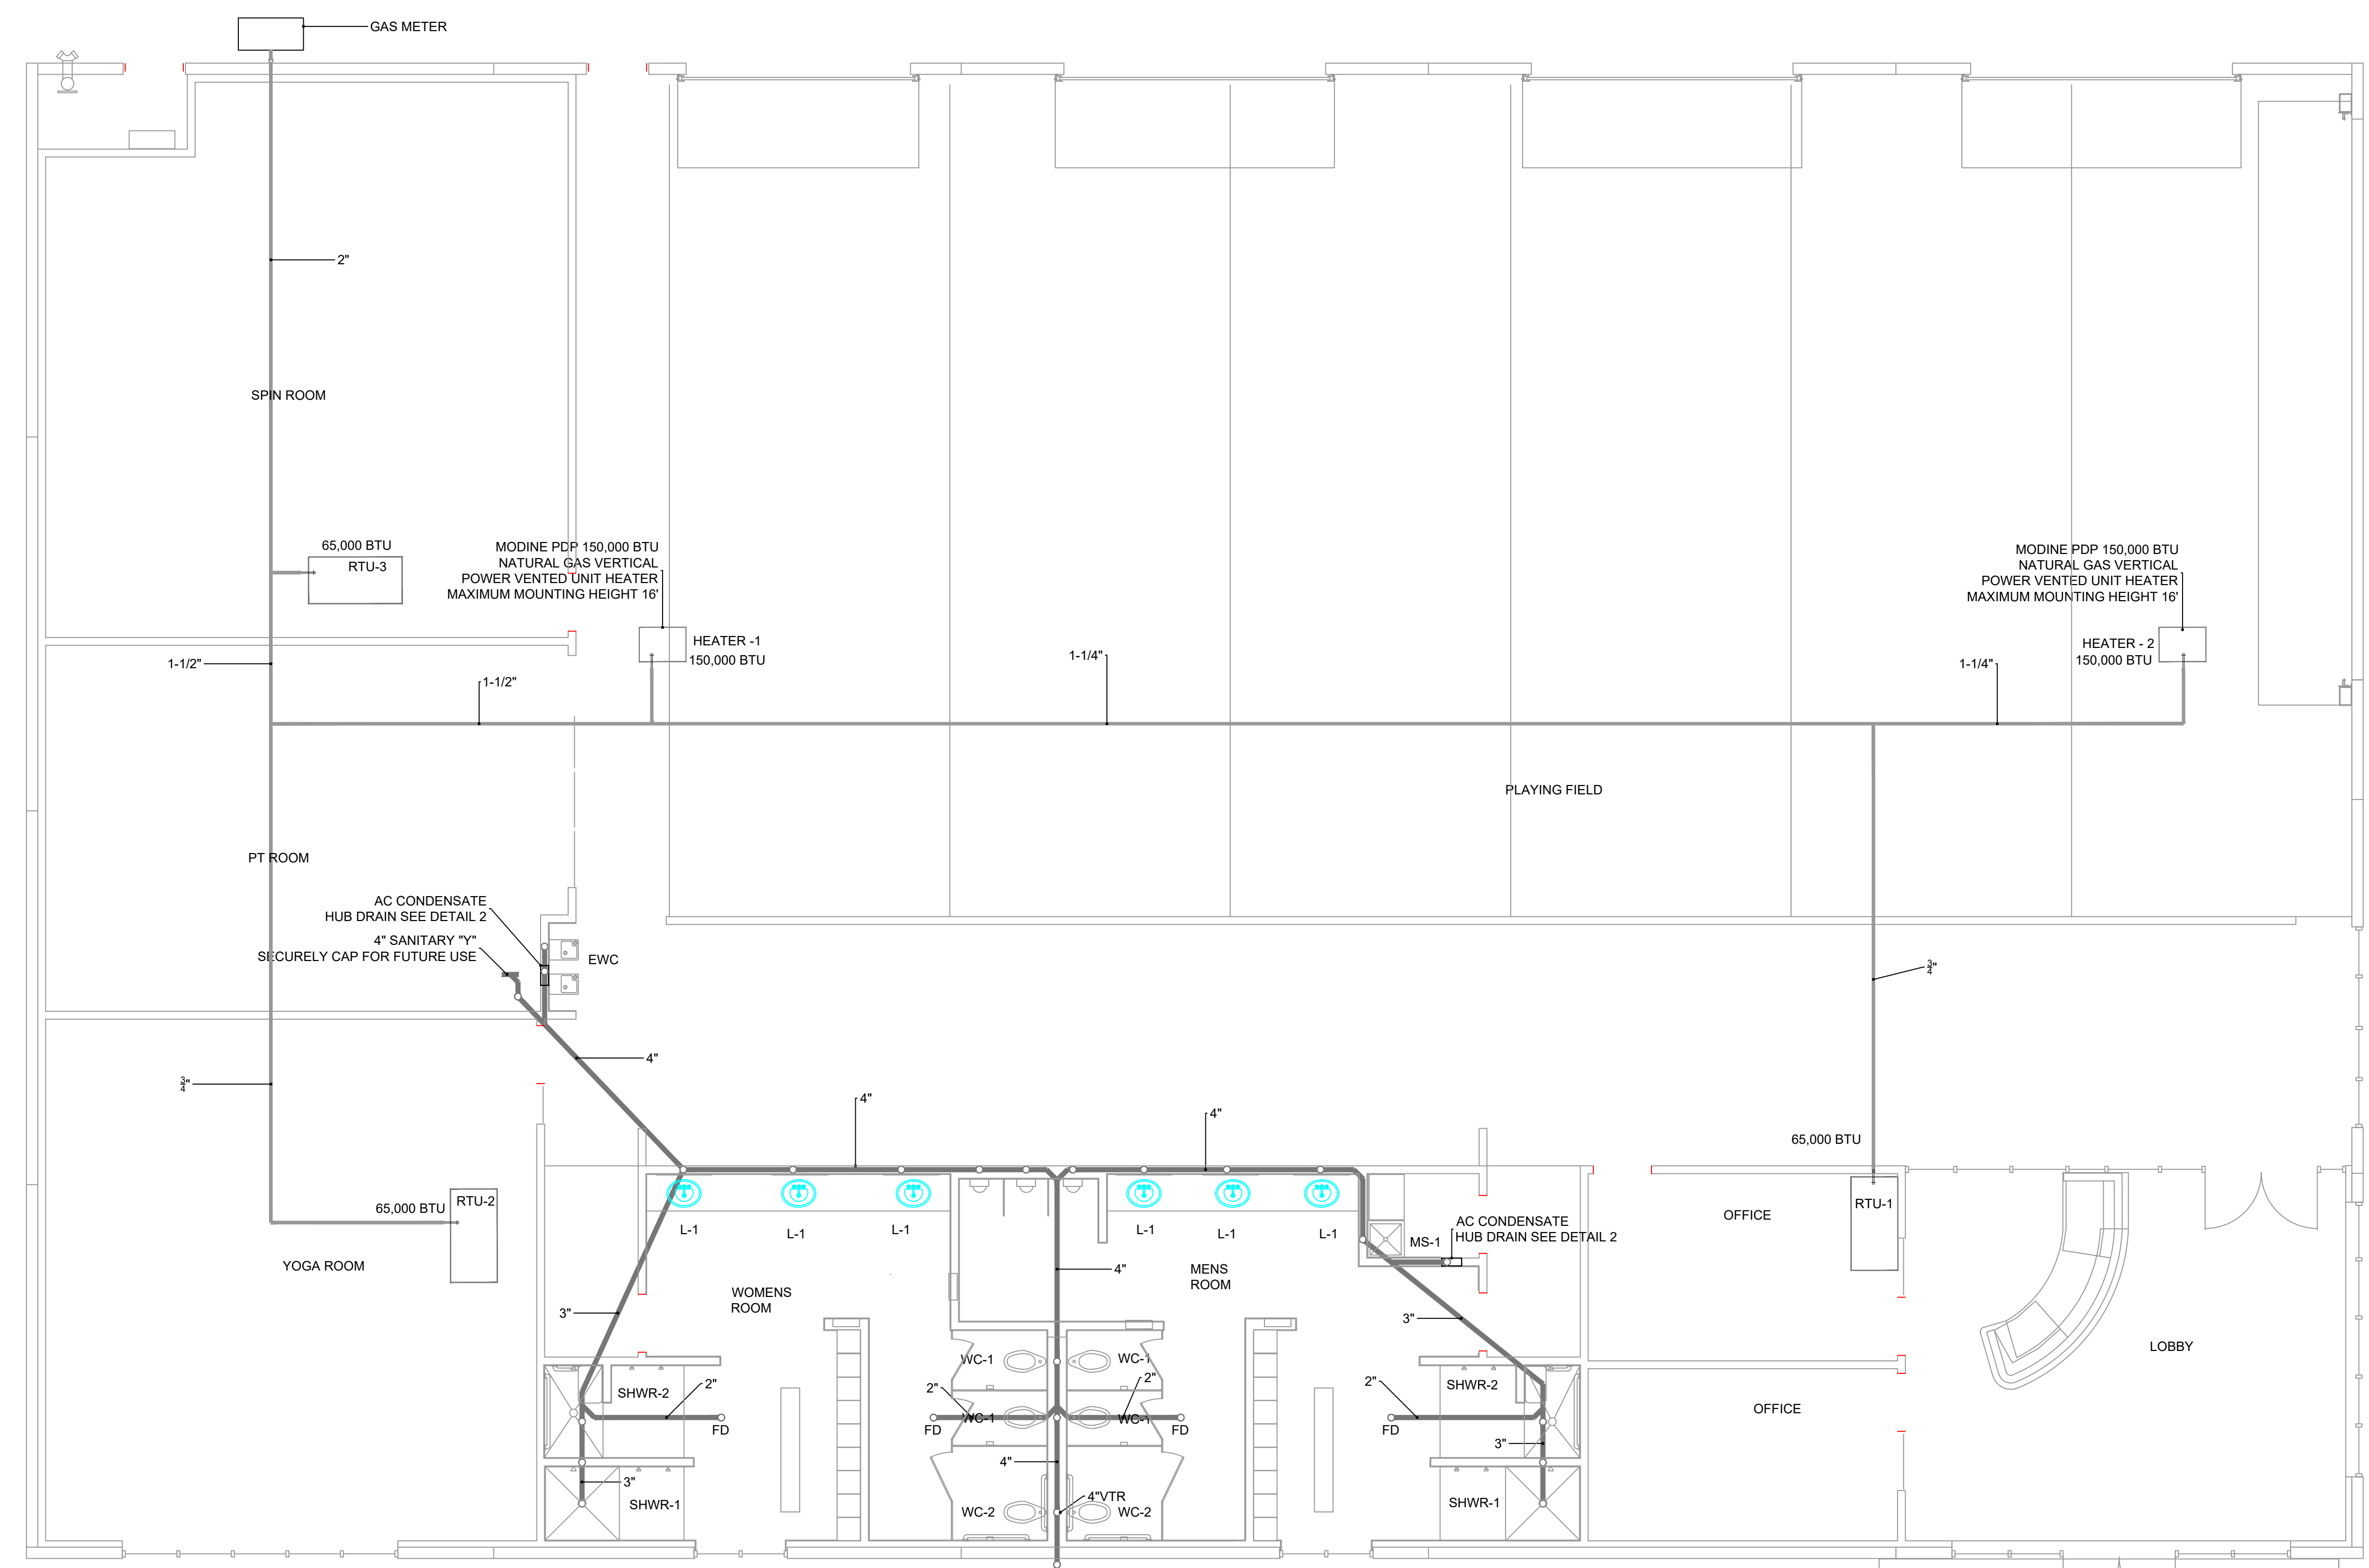 GAS METER
2"
SPIN ROOM
65,000 BTU
RTU-3
MODINE PDP 150,000 BTU
NATURAL GAS VERTICAL
POWER VENTED UNIT HEATER
MAXIMUM MOUNTING HEIGHT 16'
MODINE PDP 150,000 BTU
NATURAL GAS VERTICAL
POWER VENTED UNIT HEATER
MAXIMUM MOUNTING HEIGHT 16'
HEATER -1
150,000 BTU
HEATER - 2
150,000 BTU
1-1/2"
1-1/2"
1-1/4"
1-1/4"
PLAYING FIELD
PT ROOM
AC CONDENSATE
HUB DRAIN SEE DETAIL 2
4" SANITARY "Y"
SECURELY CAP FOR FUTURE USE
EWC
3/4"
4"
3/4"
4"
4"
65,000 BTU
65,000 BTU
RTU-2
RTU-1
YOGA ROOM
L-1
L-1
L-1
L-1
L-1
L-1
MS-1
AC CONDENSATE
HUB DRAIN SEE DETAIL 2
OFFICE
4"
MENS
ROOM
WOMENS
ROOM
3"
3"
LOBBY
WC-1
WC-1
SHWR-2
2"
2"
2"
2"
SHWR-2
OFFICE
WC-1
WC-1
FD
FD
FD
FD
3"
4"
3"
SHWR-1
4"VTR
SHWR-1
WC-2
WC-2